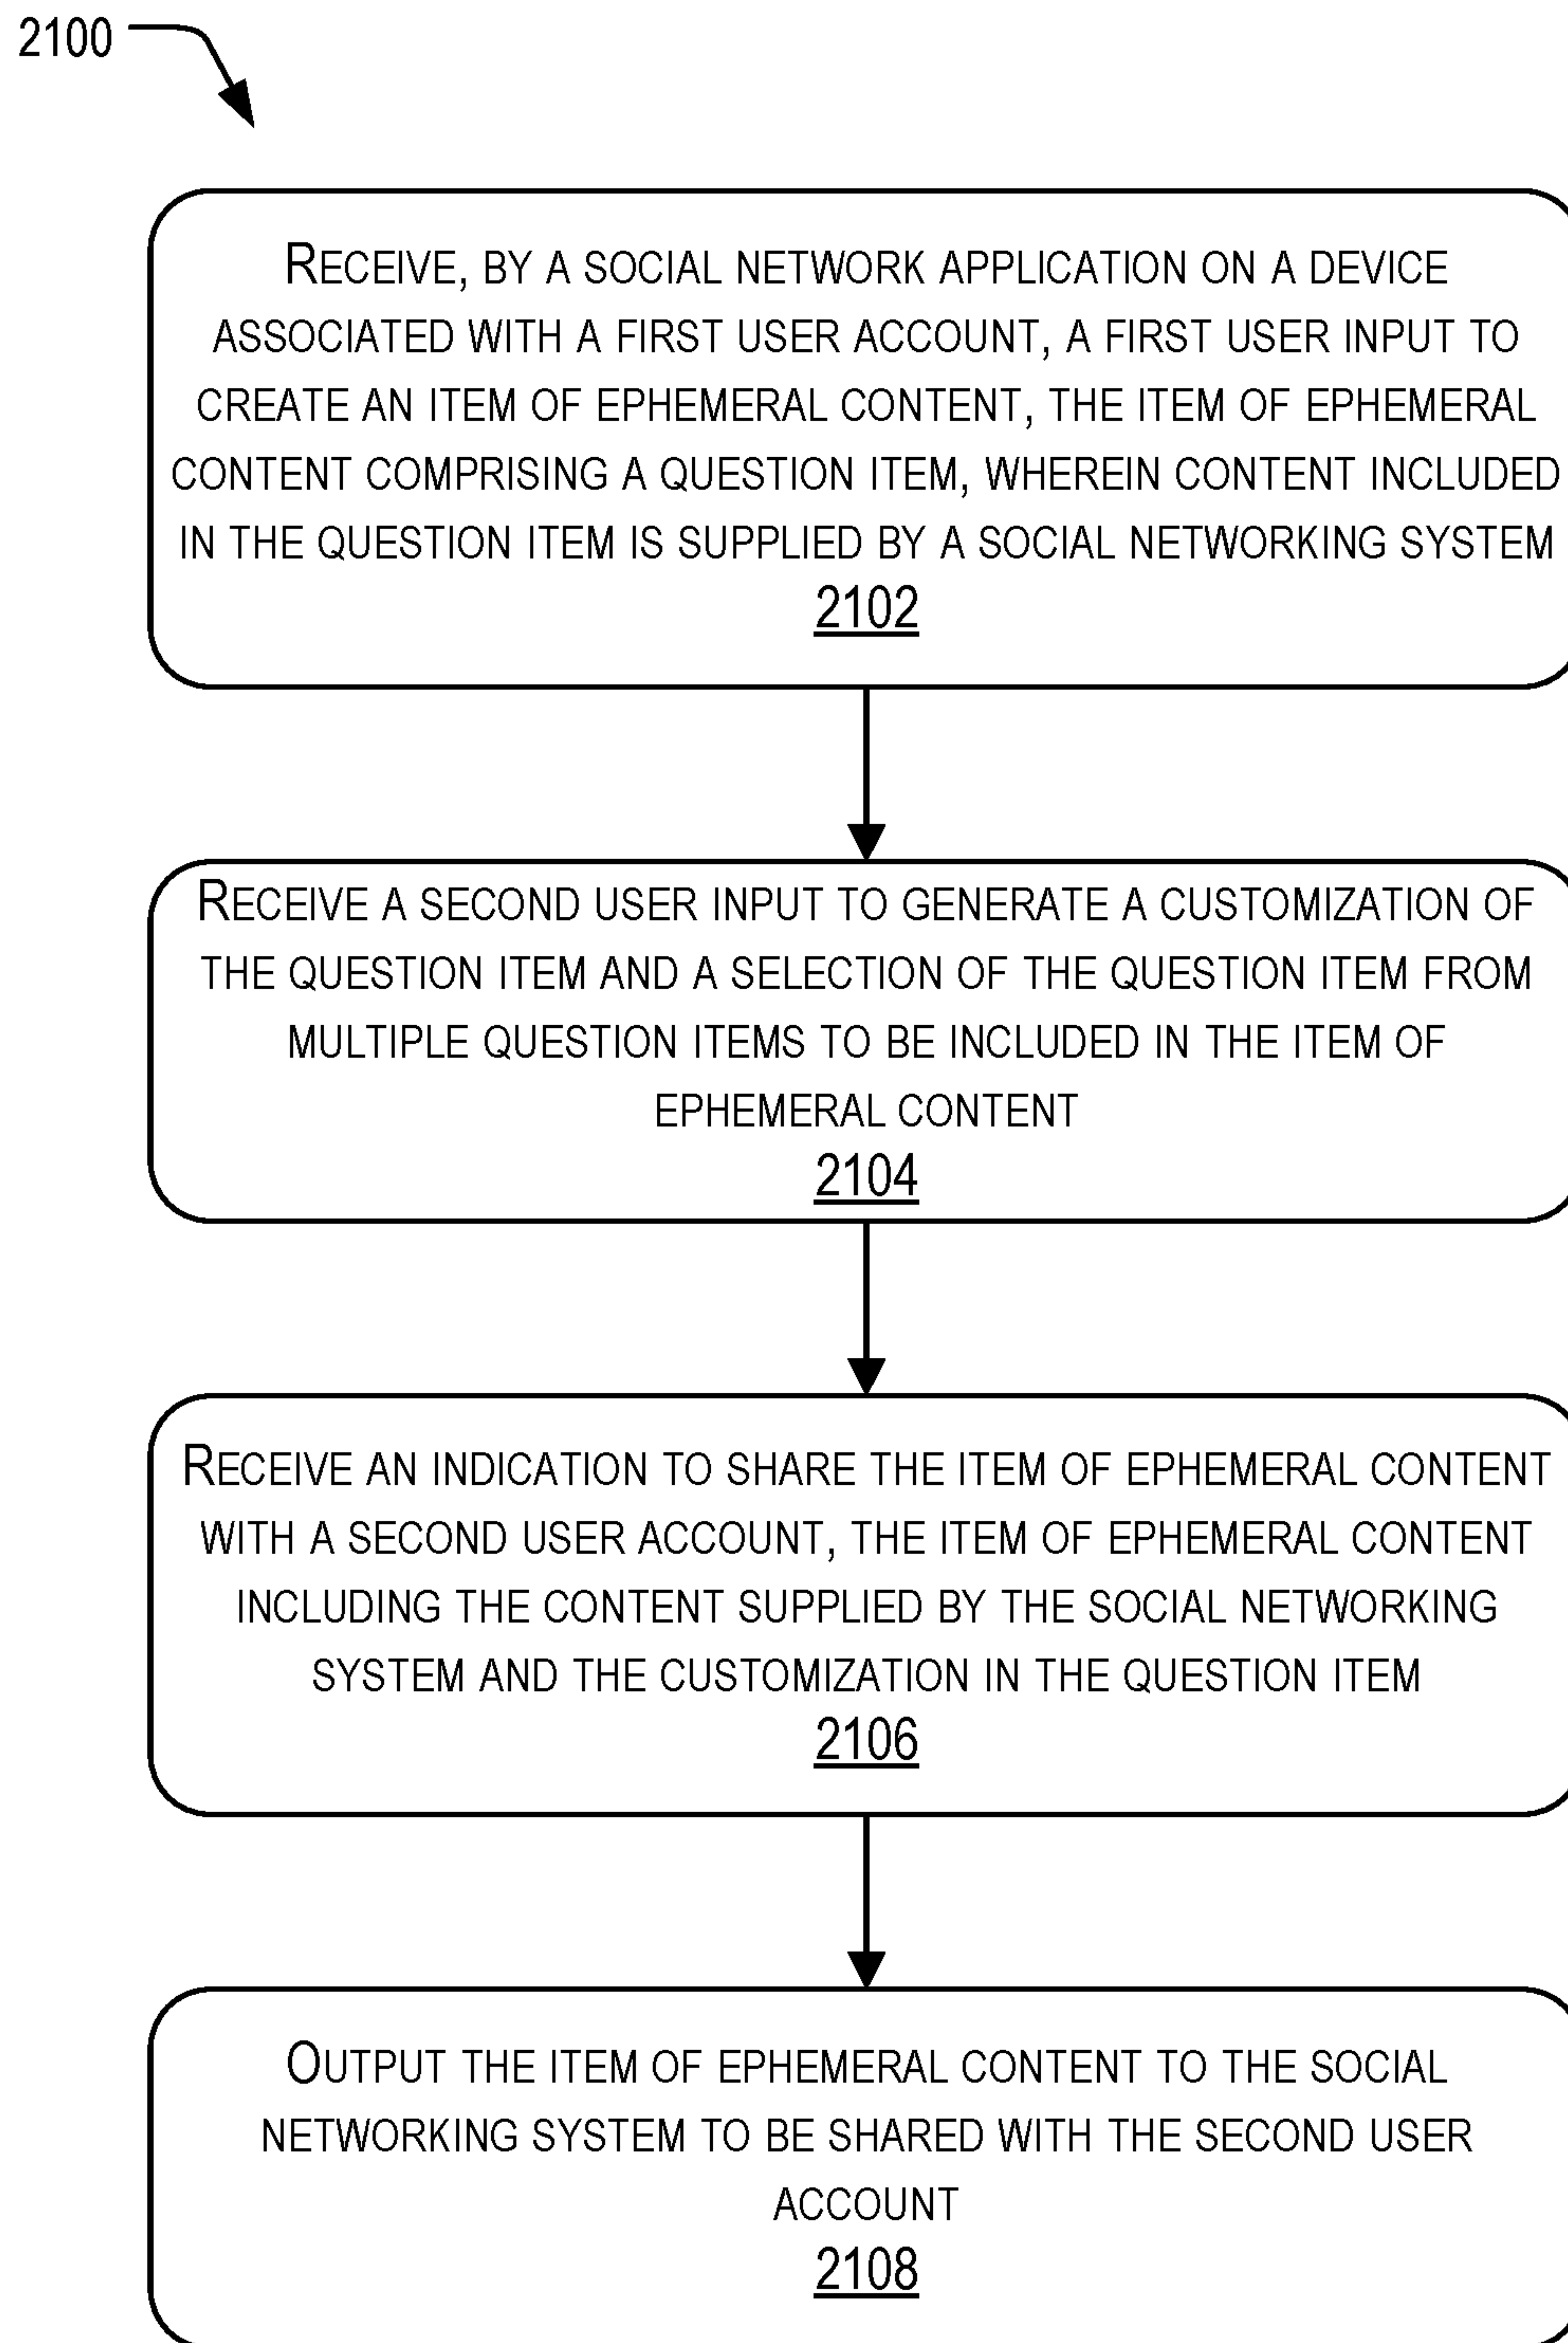 2100
RECEIVE, BY A SOCIAL NETWORK APPLICATION ON A DEVICE
ASSOCIATED WITH A FIRST USER ACCOUNT, A FIRST USER INPUT TO
CREATE AN ITEM OF EPHEMERAL CONTENT, THE ITEM OF EPHEMERAL
CONTENT COMPRISING A QUESTION ITEM, WHEREIN CONTENT INCLUDED
IN THE QUESTION ITEM IS SUPPLIED BY A SOCIAL NETWORKING SYSTEM
2102
RECEIVE A SECOND USER INPUT TO GENERATE A CUSTOMIZATION OF
THE QUESTION ITEM AND A SELECTION OF THE QUESTION ITEM FROM
MULTIPLE QUESTION ITEMS TO BE INCLUDED IN THE ITEM OF
EPHEMERAL CONTENT
2104
RECEIVE AN INDICATION TO SHARE THE ITEM OF EPHEMERAL CONTENT
WITH A SECOND USER ACCOUNT, THE ITEM OF EPHEMERAL CONTENT
INCLUDING THE CONTENT SUPPLIED BY THE SOCIAL NETWORKING
SYSTEM AND THE CUSTOMIZATION IN THE QUESTION ITEM
2106
OUTPUT THE ITEM OF EPHEMERAL CONTENT TO THE SOCIAL
NETWORKING SYSTEM TO BE SHARED WITH THE SECOND USER
ACCOUNT
2108